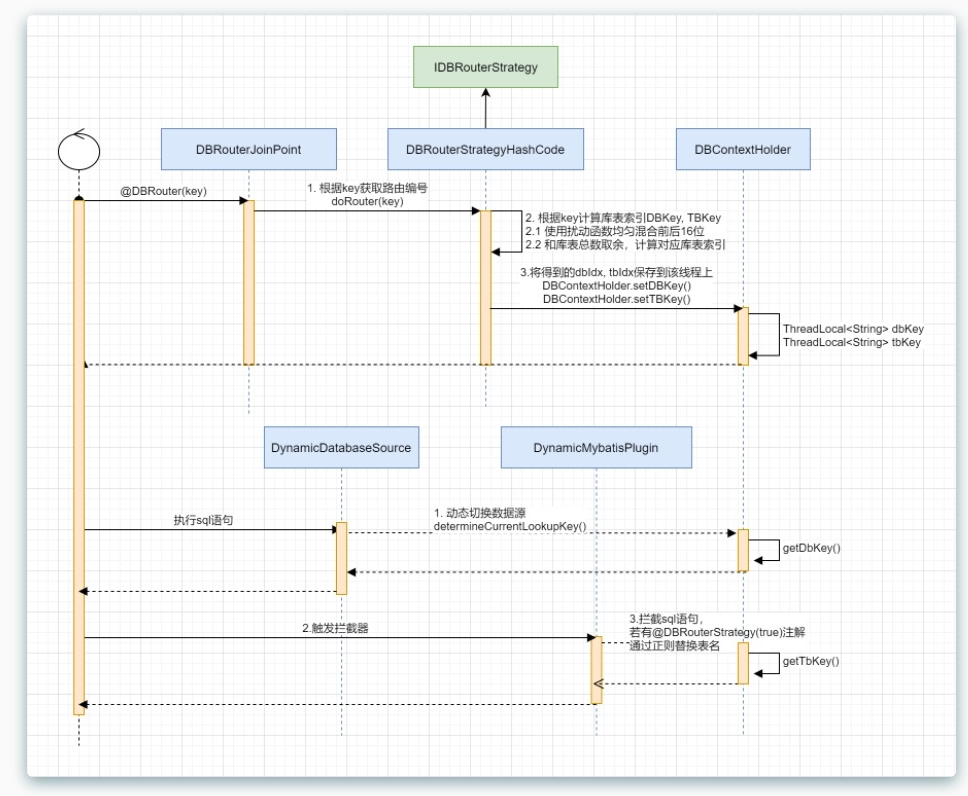 IDBRouterStrategy
DBRouterJoinPoint
DBRouterStrategyHashCode
DBContextHolder
@DBRouter(key)
1. 根据key获取路由编号
doRouter(key)
2. 根据key计算库表索引DBKey, TBKey
2.1 使用扰动函数均匀混合前后16位
2.2 和库表总数取余，计算对应库表索引
3.将得到的dbIdx, tbIdx保存到该线程上
DBContextHolder.setDBKey()
DBContextHolder.setTBKey()
ThreadLocal<String> dbKey
ThreadLocal<String> tbKey
DynamicDatabaseSource
DynamicMybatisPlugin
执行sql语句
1. 动态切换数据源
determineCurrentLookupKey()
getDbKey()
2.触发拦截器
3.拦截sql语句，
若有@DBRouterStrategy(true)注解
通过正则替换表名
getTbKey()